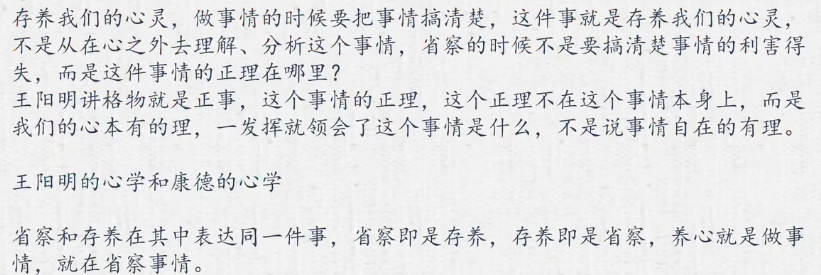 存养我们的心灵，做事情的时候要把事情搞清楚，这件事就是存养我们的心灵，
不是从在心之外去理解、分析这个事情，省察的时候不是要搞清楚事情的利害得
失，而是这件事情的正理在哪里？
王阳明讲格物就是正事，这个事情的正理，这个正理不在这个事情本身上，而是
我们的心本有的理，一发挥就领会了这个事情是什么，不是说事情自在的有理。
王阳明的心学和康德的心学
省察和存养在其中表达同一件事，省察即是存养，存养即是省察，养心就是做事
情，就在省察事情。